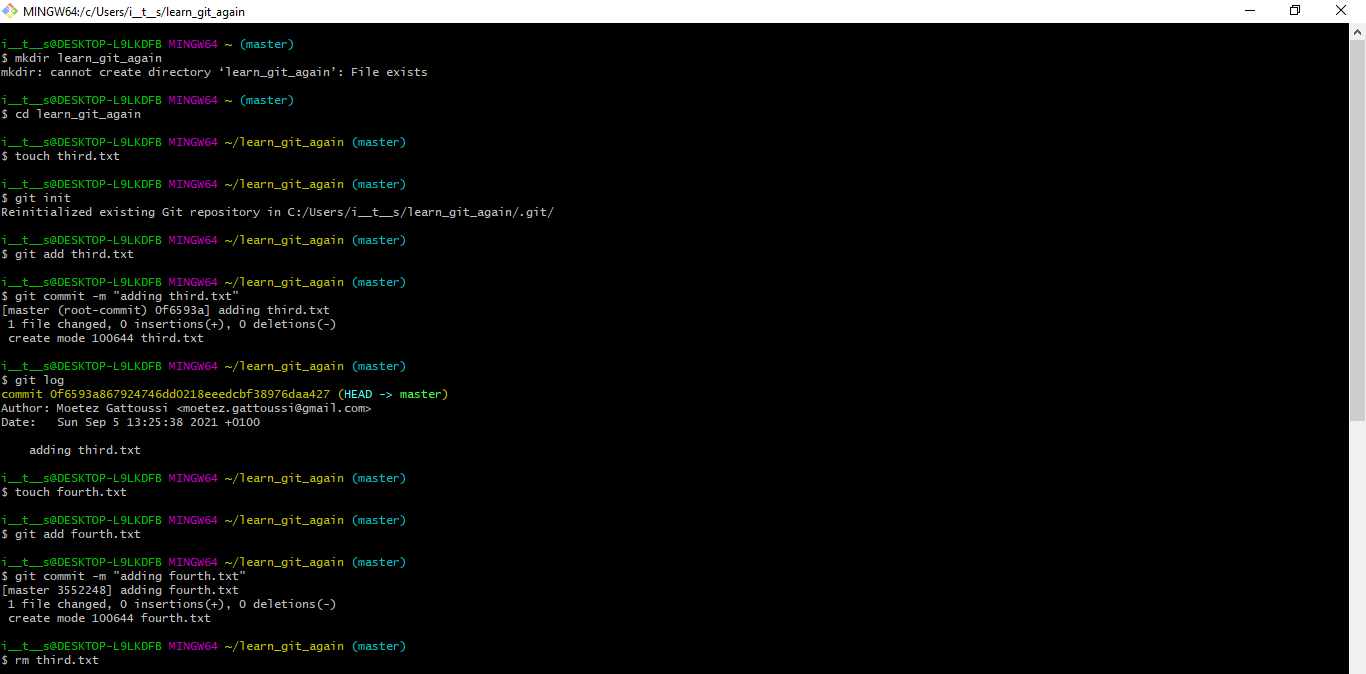 MINGW64:/c/Users/i__t__s/learn_git_again
i__t__s@DESKTOP-L9LKDFB MINGW64 ~ (master)
$ mkdir learn_git_again
mkdir: cannot create directory ‘learn_git_again’: File exists
i__t__s@DESKTOP-L9LKDFB MINGW64 ~ (master)
$ cd learn_git_again
i__t__s@DESKTOP-L9LKDFB MINGW64 ~/learn_git_again (master)
$ touch third.txt
i__t__s@DESKTOP-L9LKDFB MINGW64 ~/learn_git_again (master)
$ git init
Reinitialized existing Git repository in C:/Users/i__t__s/learn_git_again/.git/
i__t__s@DESKTOP-L9LKDFB MINGW64 ~/learn_git_again (master)
$ git add third.txt
i__t__s@DESKTOP-L9LKDFB MINGW64 ~/learn_git_again (master)
$ git commit -m "adding third.txt"
[master (root-commit) 0f6593a] adding third.txt
 1 file changed, 0 insertions(+), 0 deletions(-)
 create mode 100644 third.txt
i__t__s@DESKTOP-L9LKDFB MINGW64 ~/learn_git_again (master)
$ git log
commit 0f6593a867924746dd0218eeedcbf38976daa427 (HEAD -> master)
Author: Moetez Gattoussi <moetez.gattoussi@gmail.com>
Date:   Sun Sep 5 13:25:38 2021 +0100
    adding third.txt
i__t__s@DESKTOP-L9LKDFB MINGW64 ~/learn_git_again (master)
$ touch fourth.txt
i__t__s@DESKTOP-L9LKDFB MINGW64 ~/learn_git_again (master)
$ git add fourth.txt
i__t__s@DESKTOP-L9LKDFB MINGW64 ~/learn_git_again (master)
$ git commit -m "adding fourth.txt"
[master 3552248] adding fourth.txt
 1 file changed, 0 insertions(+), 0 deletions(-)
 create mode 100644 fourth.txt
i__t__s@DESKTOP-L9LKDFB MINGW64 ~/learn_git_again (master)
$ rm third.txt